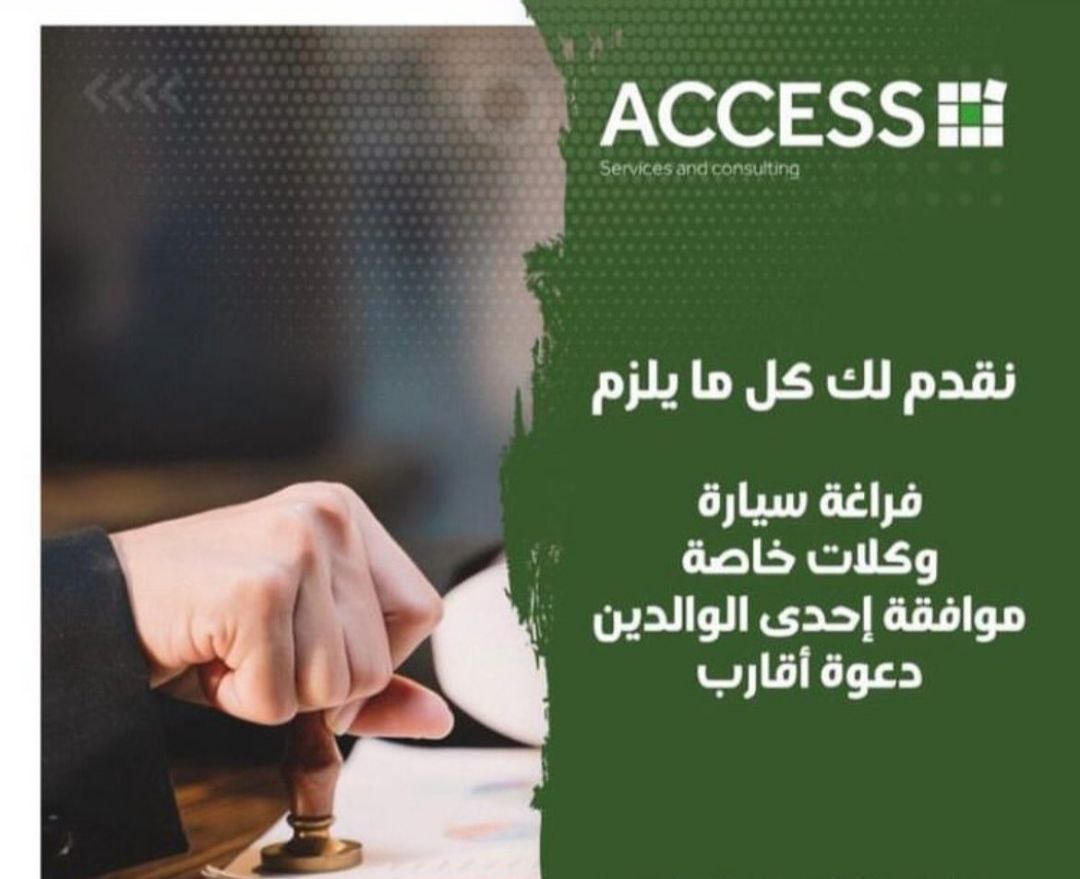 ACCESS
Services and consulting
نقدم لك كل ما يلزم
فراغة سيارة
وكلات خاصة
موافقة إحدى الوالدين
دعوة أقارب